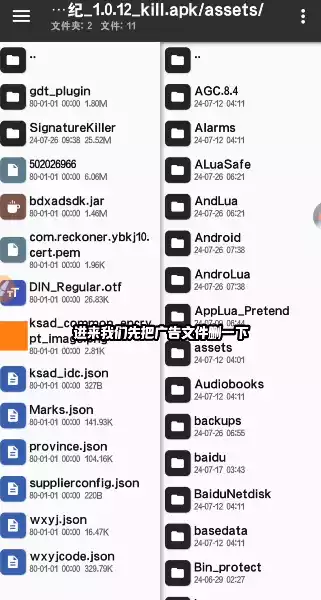 …纪_1.0.12_kill.apk/assets/
文件夹: 2 文件: 11
..
gdt_plugin
80-01-01 00:00 1.80M
SignatureKiller
24-07-26 09:38 25.52M
502026966
80-01-01 00:00 6.06M
bdxadsdk.jar
80-01-01 00:00 1.46M
com.reckoner.ybkj10.
cert.pem
80-01-01 00:00 1.96K
DIN_Regular.otf
80-01-01 00:00 26.83K
ksad_common_encry
pt_image.png
80-01-01 00:00 2.81K
ksad_idc.json
80-01-01 00:00 327B
Marks.json
80-01-01 00:00 141.93K
province.json
80-01-01 00:00 104.16K
supplierconfig.json
80-01-01 00:00 220B
wxyj.json
80-01-01 00:00 16.47K
wxyjcode.json
80-01-01 00:00 329.79K
..
AGC.8.4
24-07-12 04:11
Alarms
24-07-12 04:11
ALuaSafe
24-07-26 06:21
AndLua
24-07-26 06:21
Android
24-07-26 07:38
AndroLua
24-07-26 07:38
AppLua_Pretend
assets
24-07-12 04:01
Audiobooks
24-07-12 04:11
backups
24-07-26 06:55
baidu
24-07-17 03:43
BaiduNetdisk
24-07-12 04:11
basedata
24-07-12 04:11
Bin_protect
24-06-29 02:27
进来我们先把广告文件删一下